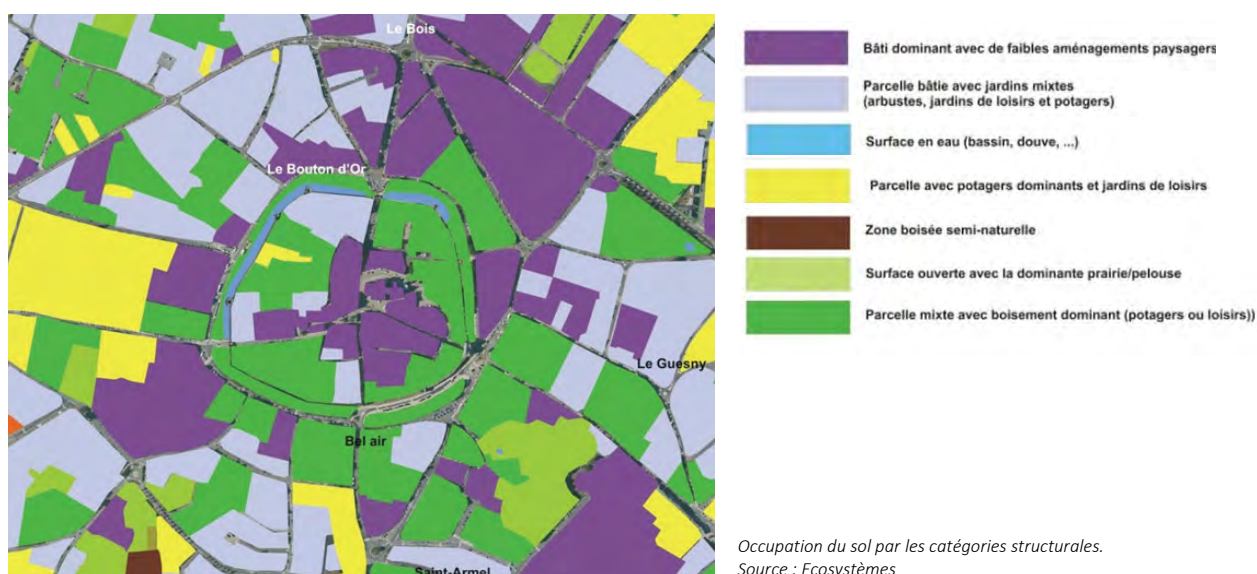 Le Bois
Le Bouton d'Or
Le Guesny
Bel air
Saint-Armel
Bâti dominant avec de faibles aménagements paysagers
Parcelle bâtie avec jardins mixtes
(arbustes, jardins de loisirs et potagers)
Surface en eau (bassin, douve, ...)
Parcelle avec potagers dominants et jardins de loisirs
Zone boisée semi-naturelle
Surface ouverte avec la dominante prairie/pelouse
Parcelle mixte avec boisement dominant (potagers ou loisirs))
Occupation du sol par les catégories structurales.
Source : Ecosystèmes